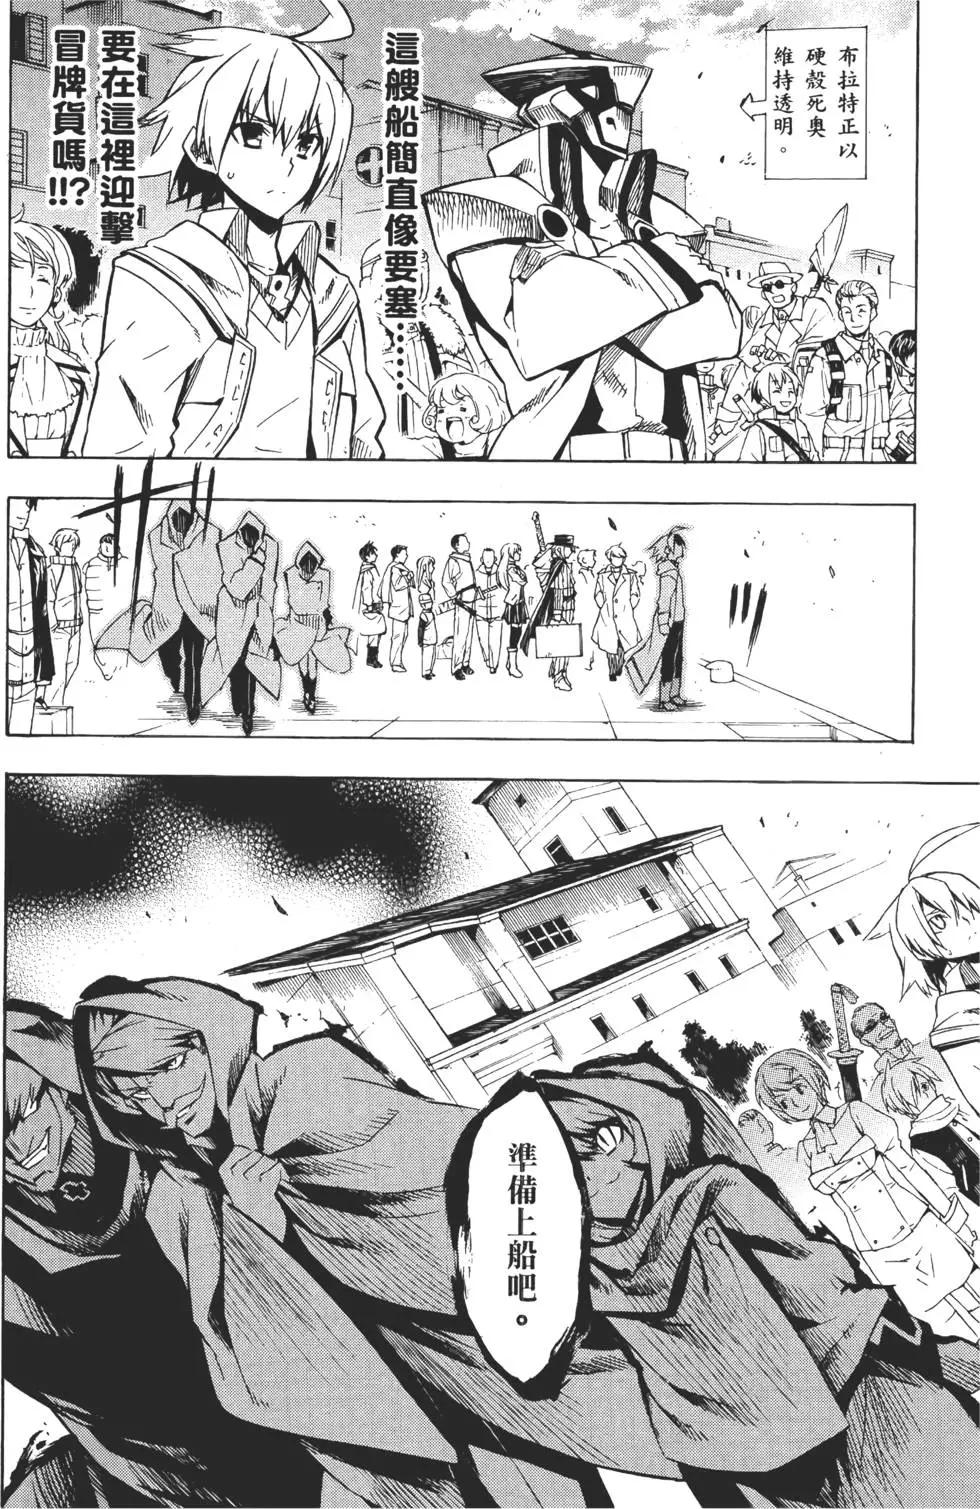 布拉特正以
硬殼死奧
維持透明。
這艘船簡直像要塞……
要在這裡迎擊
冒牌貨嗎!!?
準備上船吧。